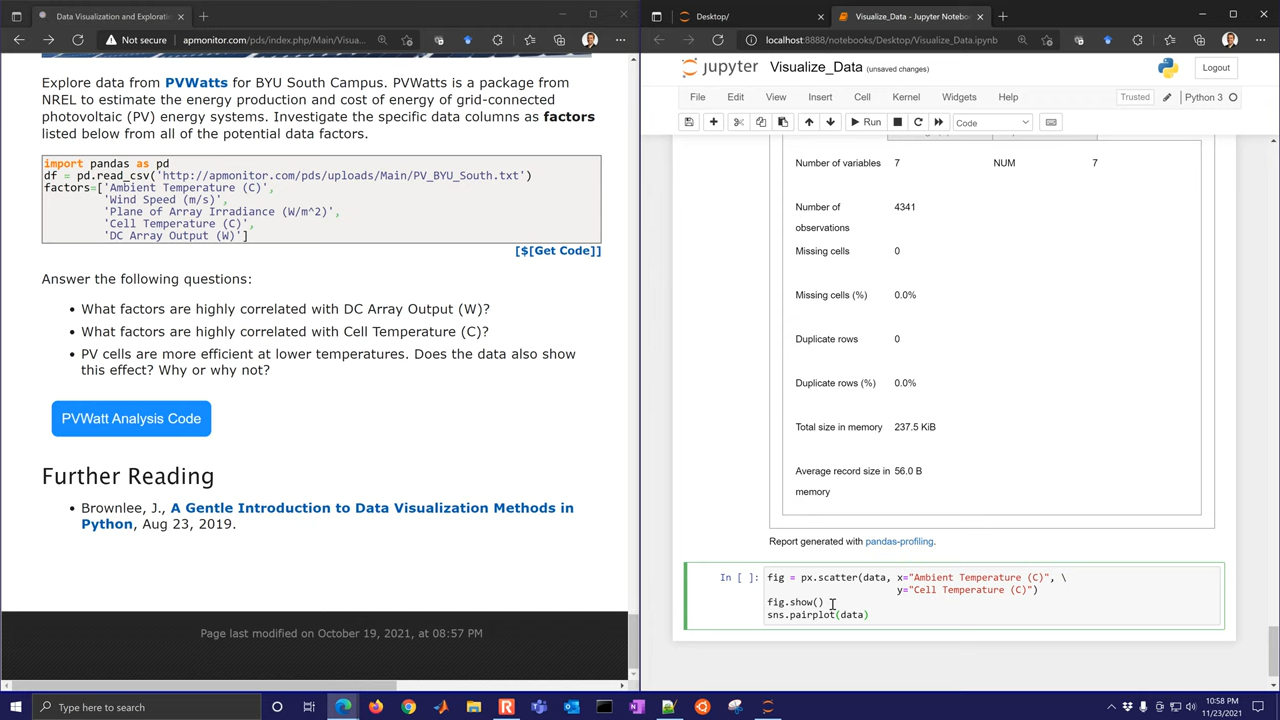 Data Visualization and Exploratio
Not secure
apmonitor.com/pds/index.php/Main/Visua...
Explore data from PVWatts for BYU South Campus. PVWatts is a package from
NREL to estimate the energy production and cost of energy of grid-connected
photovoltaic (PV) energy systems. Investigate the specific data columns as factors
listed below from all of the potential data factors.
import pandas as pd
df = pd.read_csv('http://apmonitor.com/pds/uploads/Main/PV_BYU_South.txt')
factors=['Ambient Temperature (C)',
'Wind Speed (m/s)',
'Plane of Array Irradiance (W/m^2)',
'Cell Temperature (C)',
'DC Array Output (W)']
[$[Get Code]]
Answer the following questions:
• What factors are highly correlated with DC Array Output (W)?
• What factors are highly correlated with Cell Temperature (C)?
• PV cells are more efficient at lower temperatures. Does the data also show
this effect? Why or why not?
PVWatt Analysis Code
Further Reading
• Brownlee, J., A Gentle Introduction to Data Visualization Methods in
Python, Aug 23, 2019.
Page last modified on October 19, 2021, at 08:57 PM
Desktop/
Visualize_Data - Jupyter Notebook
localhost:8888/notebooks/Desktop/Visualize_Data.ipynb
jupyter Visualize_Data (unsaved changes)
Logout
File Edit View Insert Cell Kernel Widgets Help
Trusted
Python 3
Run
Code
Number of variables 7 NUM 7
Number of
observations
4341
Missing cells 0
Missing cells (%) 0.0%
Duplicate rows 0
Duplicate rows (%) 0.0%
Total size in memory 237.5 KiB
Average record size in
memory
56.0 B
Report generated with pandas-profiling.
In [ ]: fig = px.scatter(data, x="Ambient Temperature (C)", \
y="Cell Temperature (C)")
fig.show()
sns.pairplot(data)
Type here to search
10:58 PM
11/23/2021